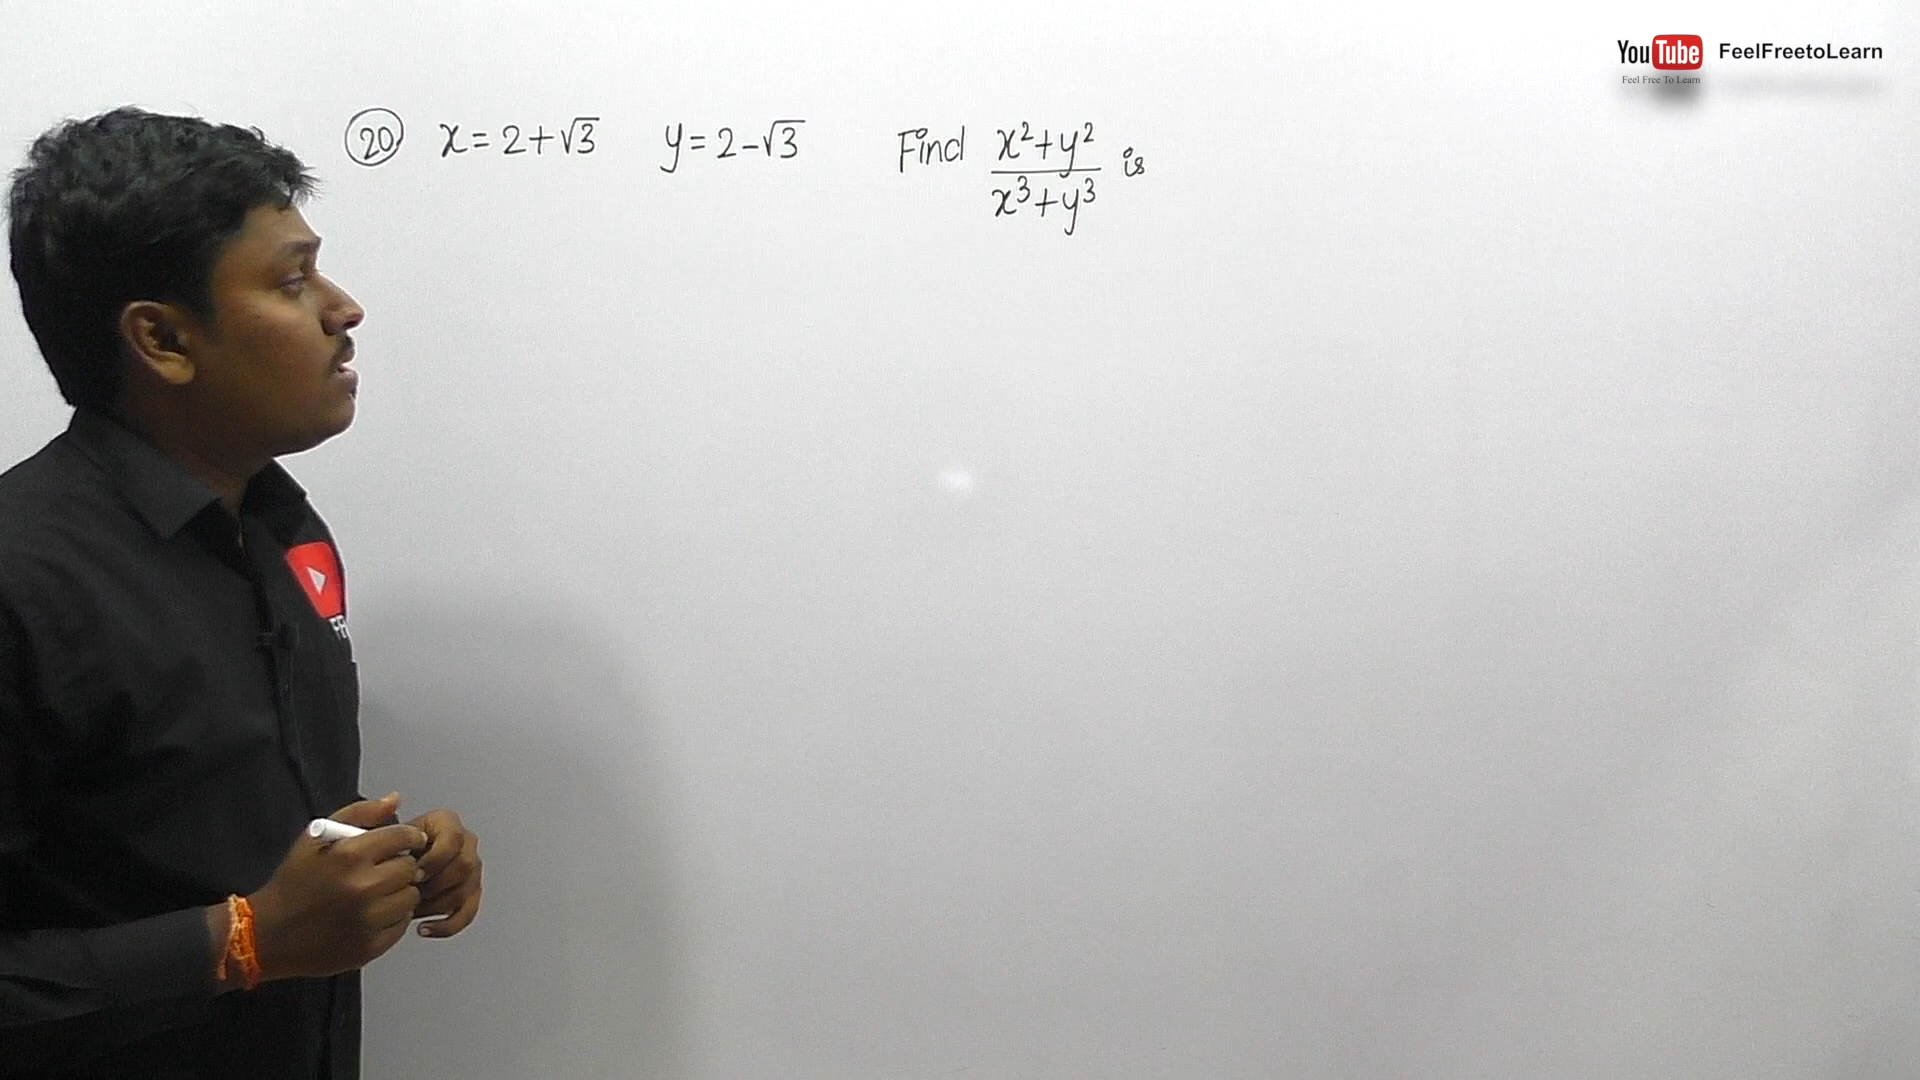 YouTube FeelFreetoLearn
Feel Free To Learn
20 x=2+√3 y=2-√3 Find x²+y²/x³+y³ is